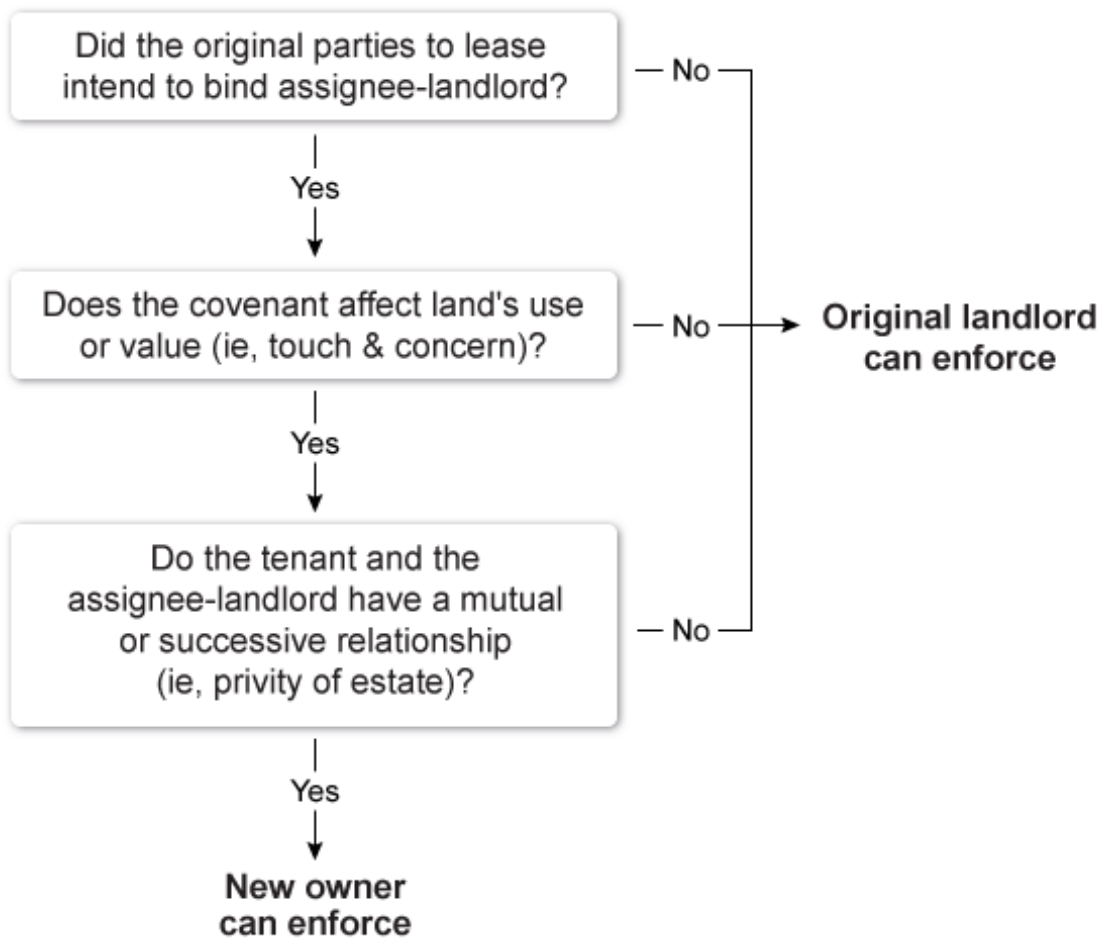 Did the original parties to lease
intend to bind assignee-landlord?
No
Yes
Does the covenant affect land's use
or value (ie, touch & concern)?
No
Original landlord
can enforce
Yes
Do the tenant and the
assignee-landlord have a mutual
or successive relationship
(ie, privity of estate)?
No
Yes
New owner
can enforce